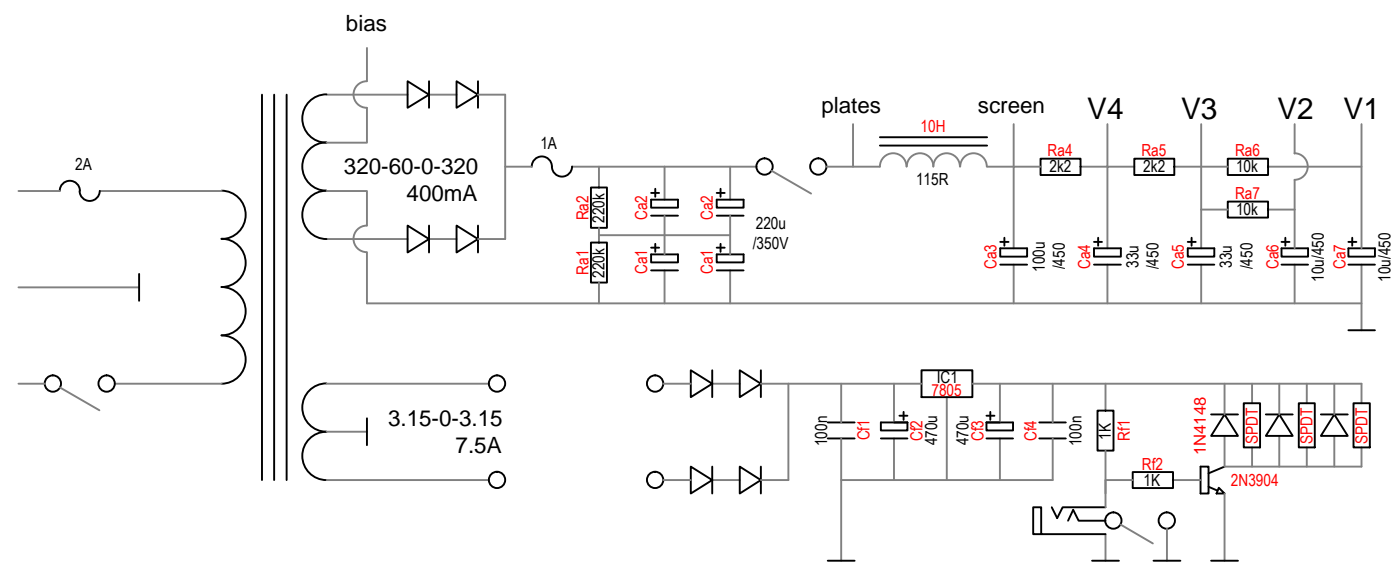 bias
2A
320-60-0-320
400mA
1A
Ra2
220k
Ra1
220k
Ca2
Ca1
Ca2
Ca1
220u
/350V
plates
10H
115R
screen
V4
V3
V2
V1
Ra4
2k2
Ra5
2k2
Ra6
10k
Ra7
10k
Ca3
100u
/450
Ca4
33u
/450
Ca5
33u
/450
Ca6
10u/450
Ca7
10u/450
3.15-0-3.15
7.5A
100n
Cf1
Cf2
470u
IC1
7805
470u
Cf3
Cf4
100n
1K
Rf1
Rf2
1K
1N4148
SPDT
SPDT
SPDT
2N3904